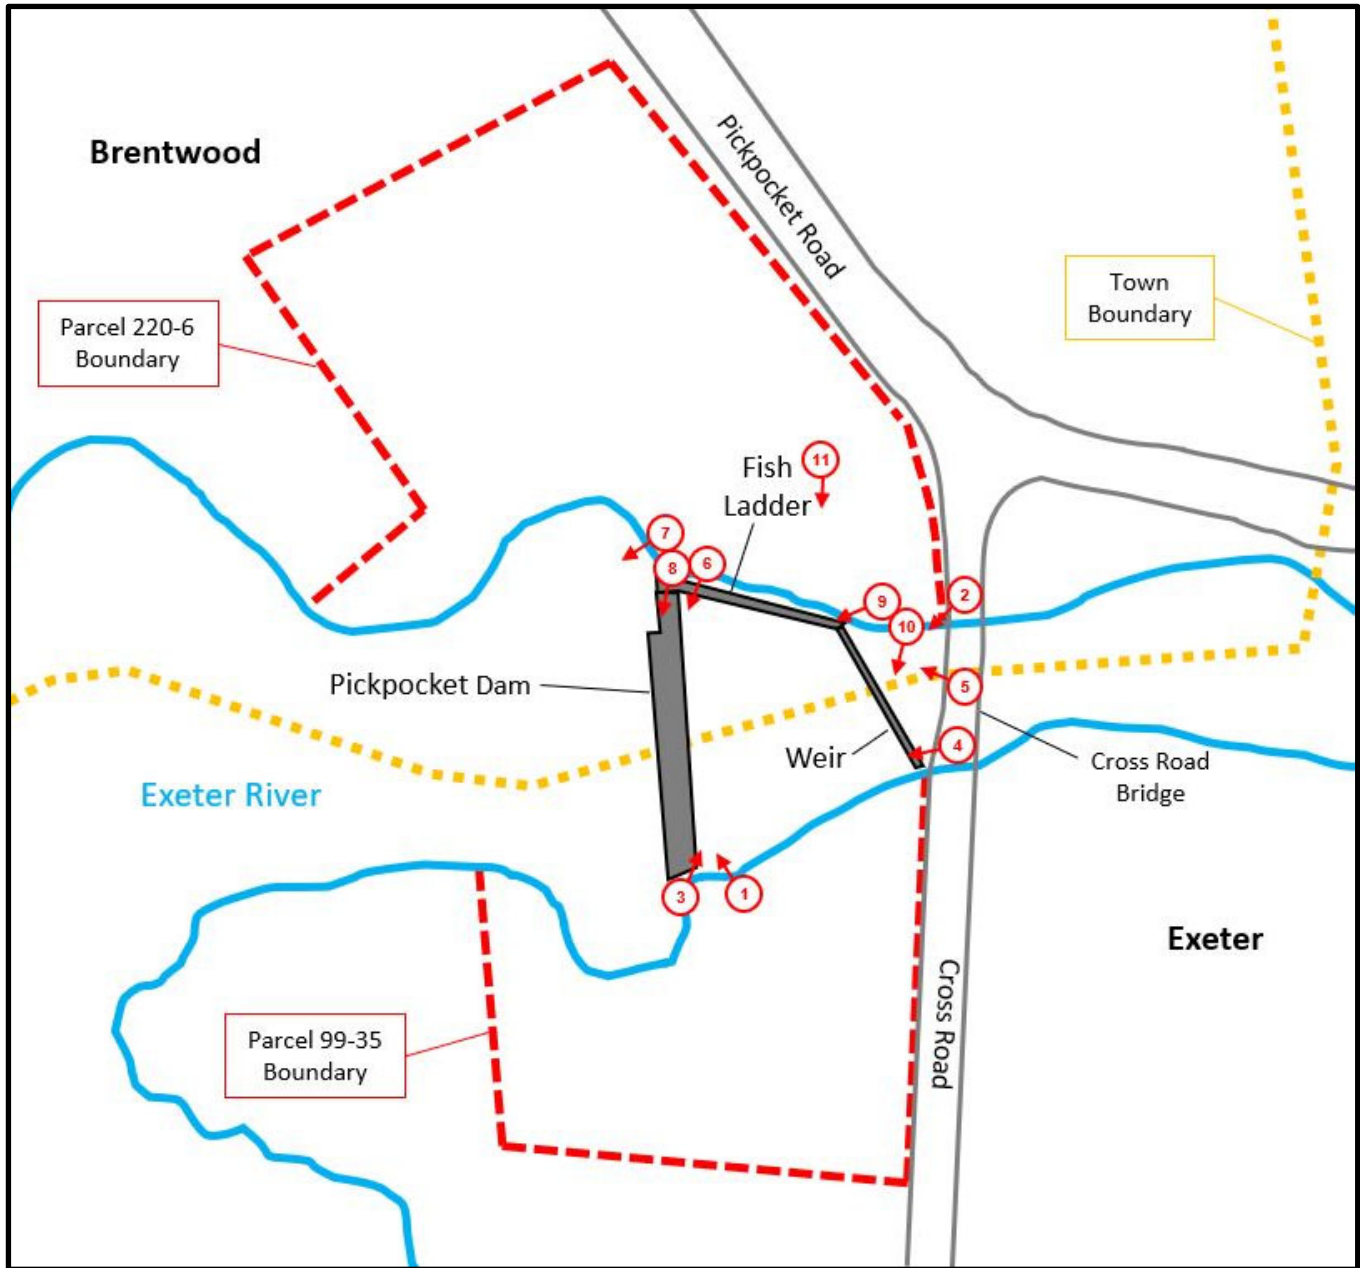 Brentwood
Pickpocket Road
Town
Boundary
Parcel 220-6
Boundary
Fish
Ladder
11
7
8
6
9
10
2
5
4
Pickpocket Dam
Weir
Cross Road
Bridge
Exeter River
3
1
Exeter
Cross Road
Parcel 99-35
Boundary